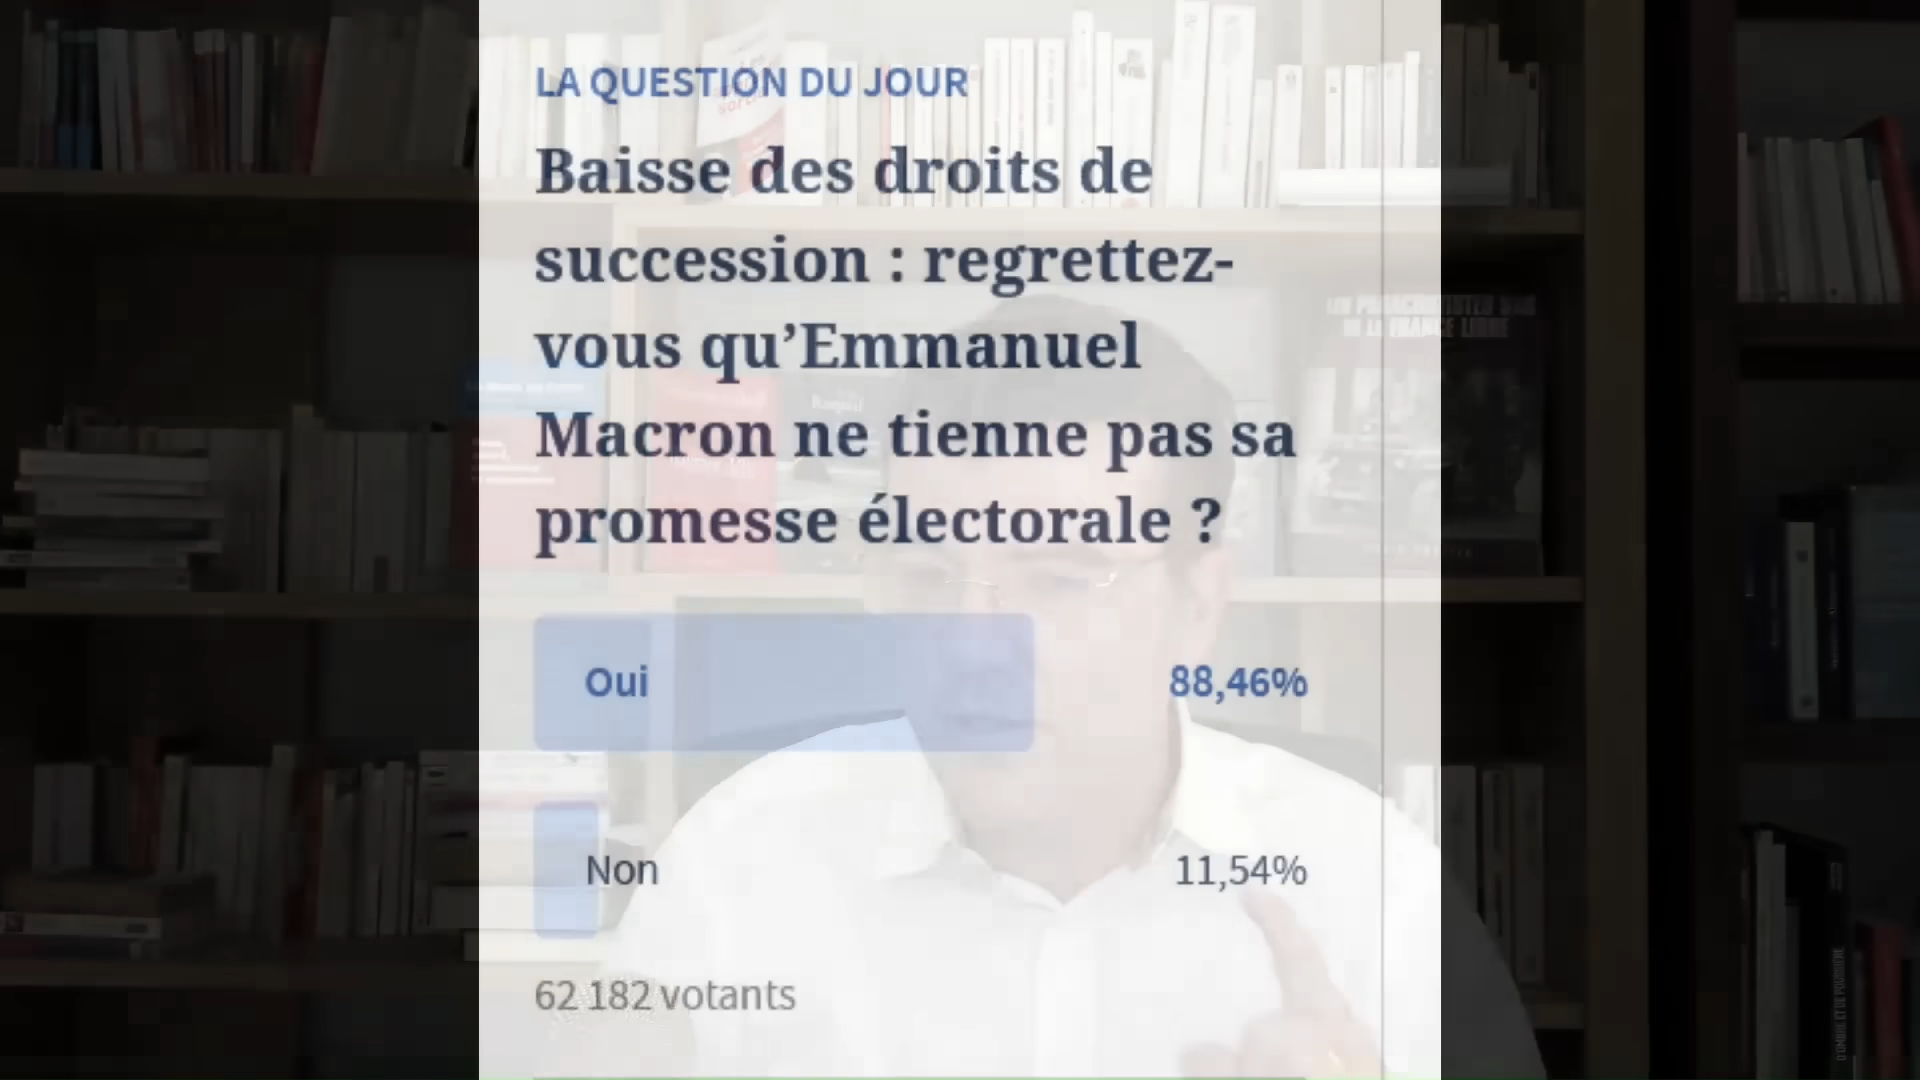 LA QUESTION DU JOUR
Baisse des droits de
succession : regrettez-
vous qu’Emmanuel
Macron ne tienne pas sa
promesse électorale ?
Oui 88,46%
Non 11,54%
62 182 votants